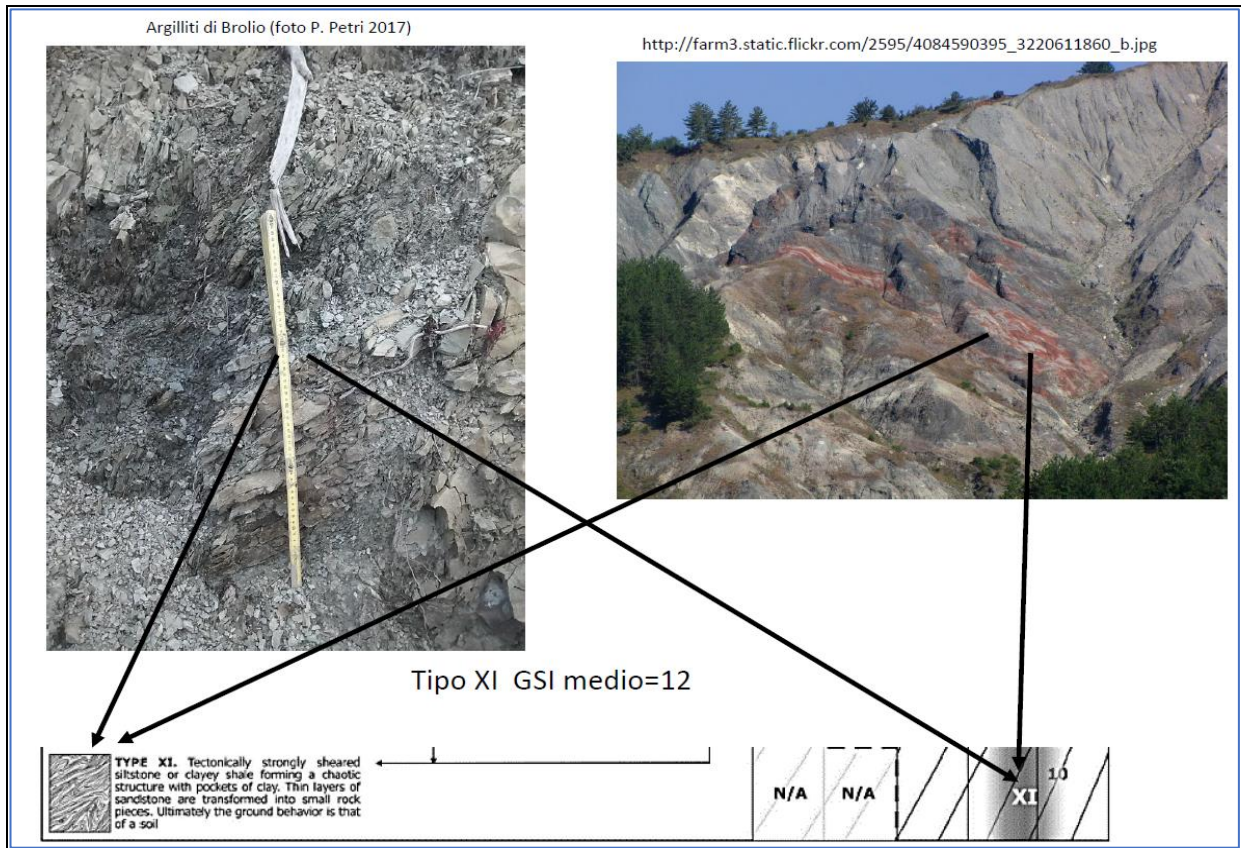 Argilliti di Brolio (foto P. Petri 2017)
http://farm3.static.flickr.com/2595/4084590395_3220611860_b.jpg
Tipo XI GSI medio=12
TYPE XI. Tectonically strongly sheared
siltstone or clayey shale forming a chaotic
structure with pockets of clay. Thin layers of
sandstone are transformed into small rock
pieces. Ultimately the ground behavior is that
of a soil
N/A
N/A
XI
10